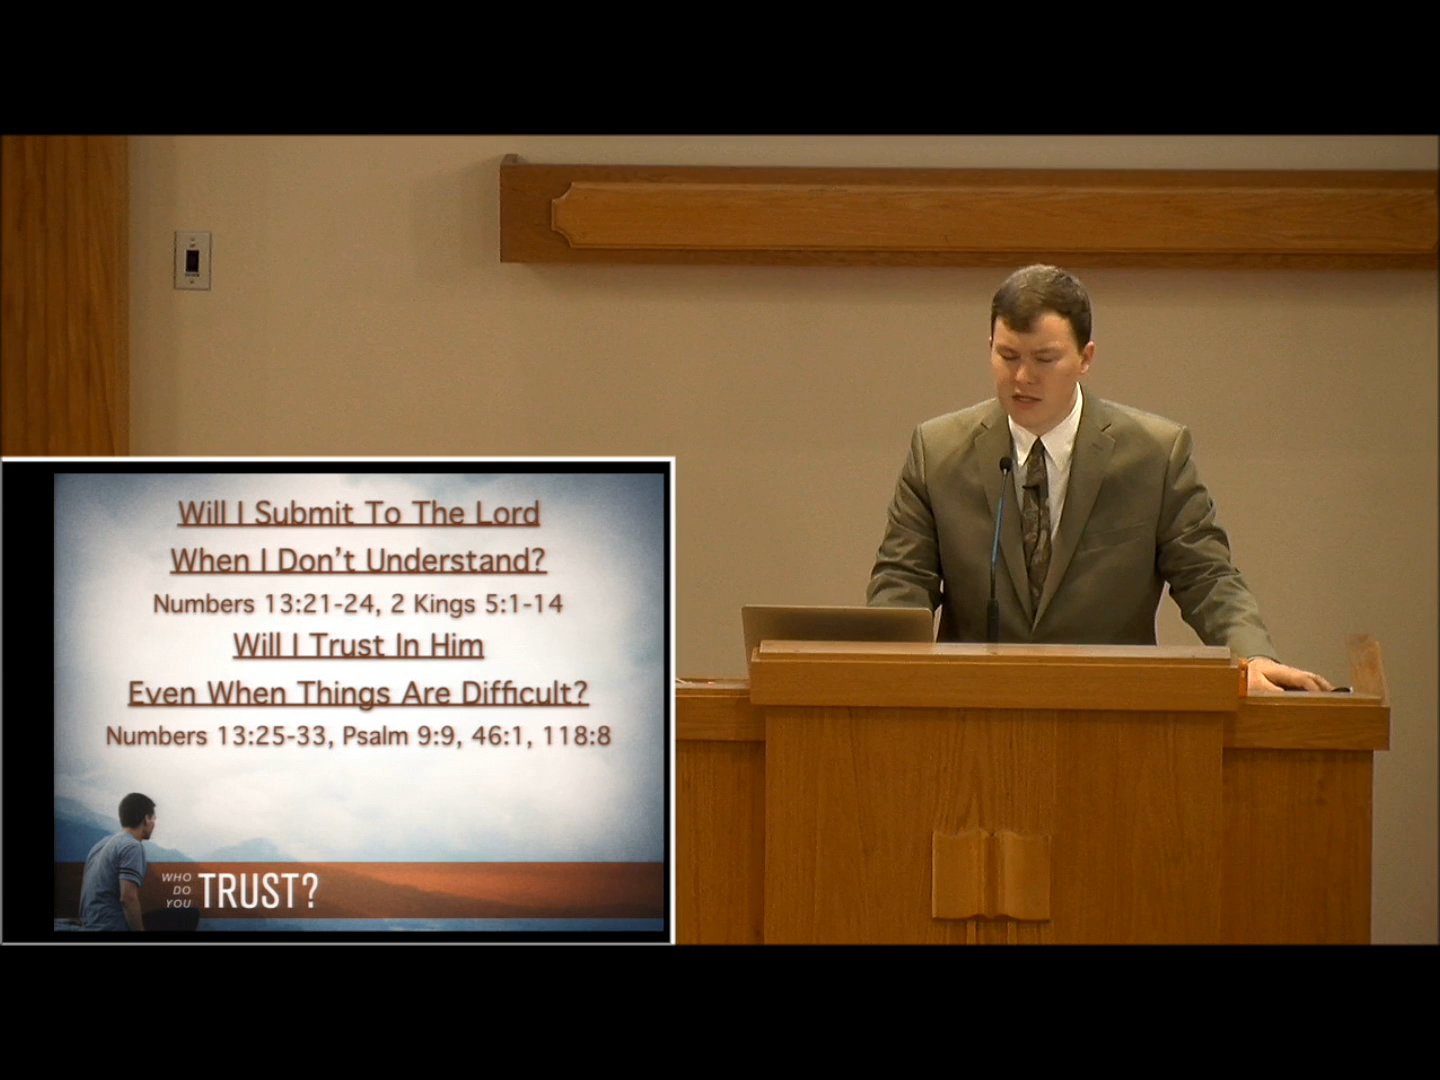 Will I Submit To The Lord
When I Don't Understand?
Numbers 13:21-24, 2 Kings 5:1-14
Will I Trust In Him
Even When Things Are Difficult?
Numbers 13:25-33, Psalm 9:9, 46:1, 118:8
WHO
DO
YOU
TRUST?